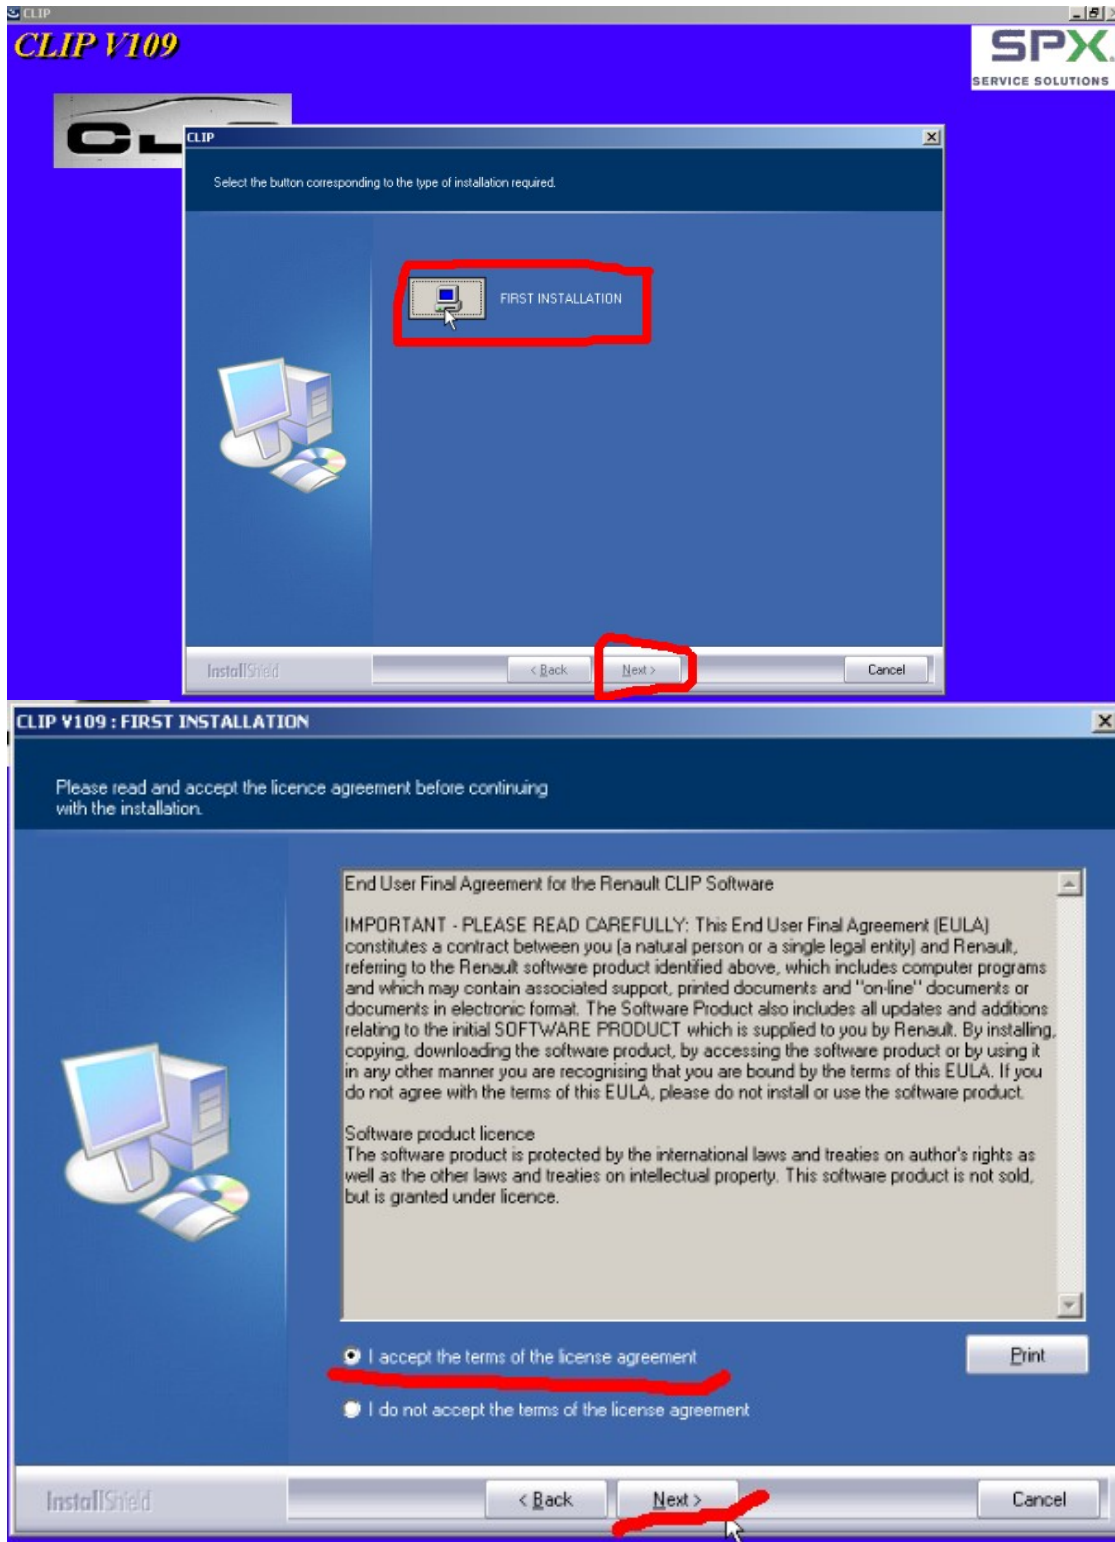 CLIP
CLIP V109
SPX
SERVICE SOLUTIONS
CLIP
Select the button corresponding to the type of installation required.
FIRST INSTALLATION
InstallShield
< Back
Next >
Cancel
CLIP V109 : FIRST INSTALLATION
Please read and accept the licence agreement before continuing
with the installation.
End User Final Agreement for the Renault CLIP Software
IMPORTANT - PLEASE READ CAREFULLY: This End User Final Agreement (EULA)
constitutes a contract between you (a natural person or a single legal entity) and Renault,
referring to the Renault software product identified above, which includes computer programs
and which may contain associated support, printed documents and "on-line" documents or
documents in electronic format. The Software Product also includes all updates and additions
relating to the initial SOFTWARE PRODUCT which is supplied to you by Renault. By installing,
copying, downloading the software product, by accessing the software product or by using it
in any other manner you are recognising that you are bound by the terms of this EULA. If you
do not agree with the terms of this EULA, please do not install or use the software product.
Software product licence
The software product is protected by the international laws and treaties on author's rights as
well as the other laws and treaties on intellectual property. This software product is not sold,
but is granted under licence.
I accept the terms of the license agreement
Print
I do not accept the terms of the license agreement
InstallShield
< Back
Next >
Cancel